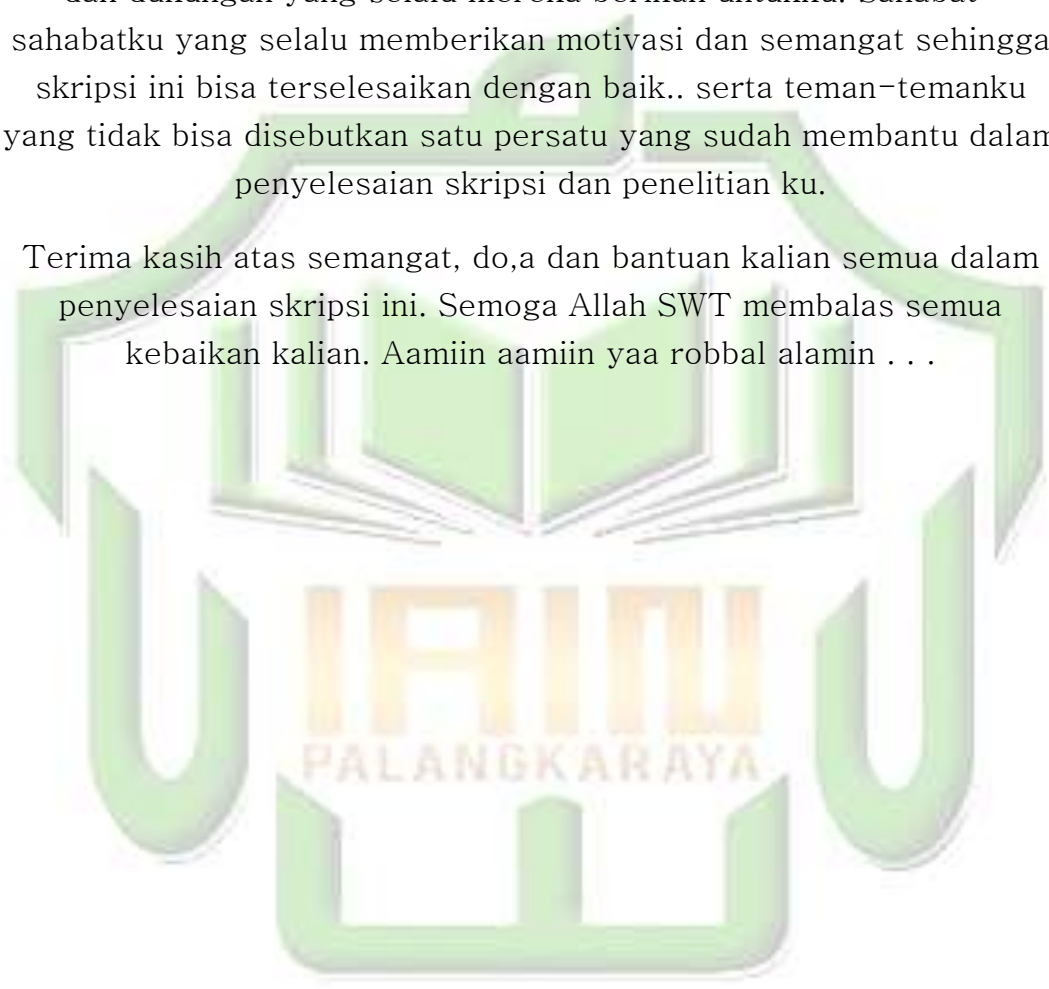 sahabatku yang selalu memberikan motivasi dan semangat sehingga
skripsi ini bisa terselesaikan dengan baik.. serta teman-temanku
yang tidak bisa disebutkan satu persatu yang sudah membantu dalam
penyelesaian skripsi dan penelitian ku.
Terima kasih atas semangat, do,a dan bantuan kalian semua dalam
penyelesaian skripsi ini. Semoga Allah SWT membalas semua
kebaikan kalian. Aamiin aamiin yaa robbal alamin . . .
IAIN
PALANGKARAYA